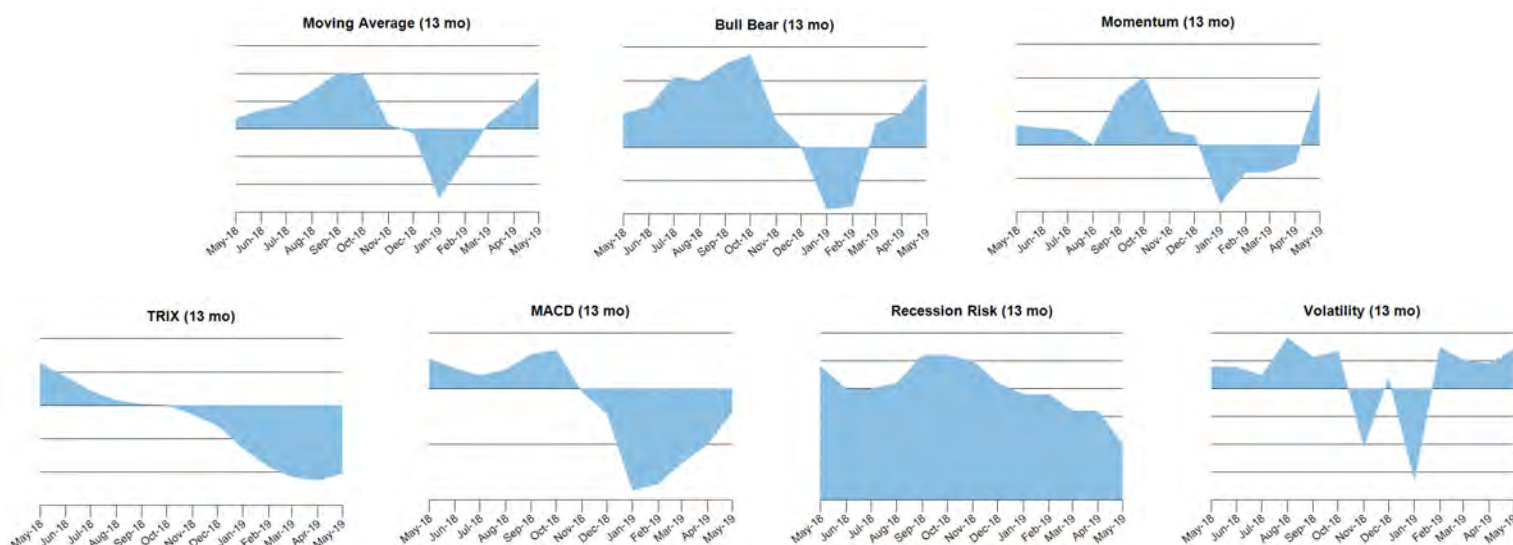 Moving Average (13 mo)
May-18
Jun-18
Jul-18
Aug-18
Sep-18
Oct-18
Nov-18
Dec-18
Jan-19
Feb-19
Mar-19
Apr-19
May-19
Bull Bear (13 mo)
May-18
Jun-18
Jul-18
Aug-18
Sep-18
Oct-18
Nov-18
Dec-18
Jan-19
Feb-19
Mar-19
Apr-19
May-19
Momentum (13 mo)
May-18
Jun-18
Jul-18
Aug-18
Sep-18
Oct-18
Nov-18
Dec-18
Jan-19
Feb-19
Mar-19
Apr-19
May-19
TRIX (13 mo)
May-18
Jun-18
Jul-18
Aug-18
Sep-18
Oct-18
Nov-18
Dec-18
Jan-19
Feb-19
Mar-19
Apr-19
May-19
MACD (13 mo)
May-18
Jun-18
Jul-18
Aug-18
Sep-18
Oct-18
Nov-18
Dec-18
Jan-19
Feb-19
Mar-19
Apr-19
May-19
Recession Risk (13 mo)
May-18
Jun-18
Jul-18
Aug-18
Sep-18
Oct-18
Nov-18
Dec-18
Jan-19
Feb-19
Mar-19
Apr-19
May-19
Volatility (13 mo)
May-18
Jun-18
Jul-18
Aug-18
Sep-18
Oct-18
Nov-18
Dec-18
Jan-19
Feb-19
Mar-19
Apr-19
May-19